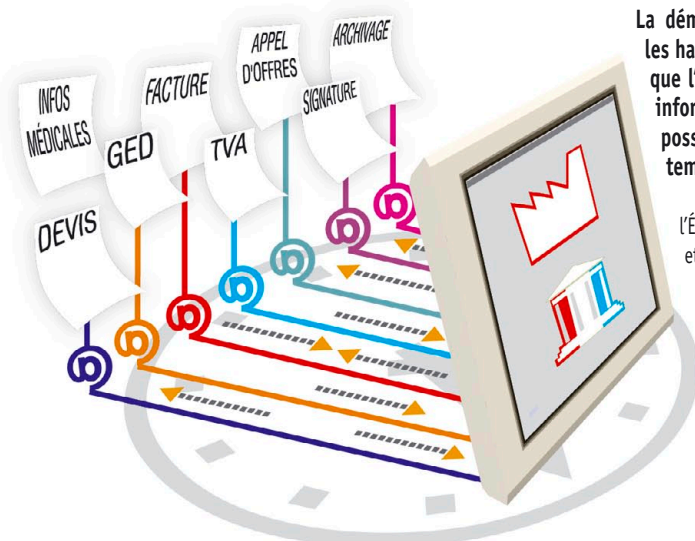 APPEL
D'OFFRES
ARCHIVAGE
INFOS
MÉDICALES
FACTURE
SIGNATURE
GED
TVA
DEVIS
@ @ @ @ @ @ @
La dém
les ha
que l'
infor
poss
tem
l'É
et